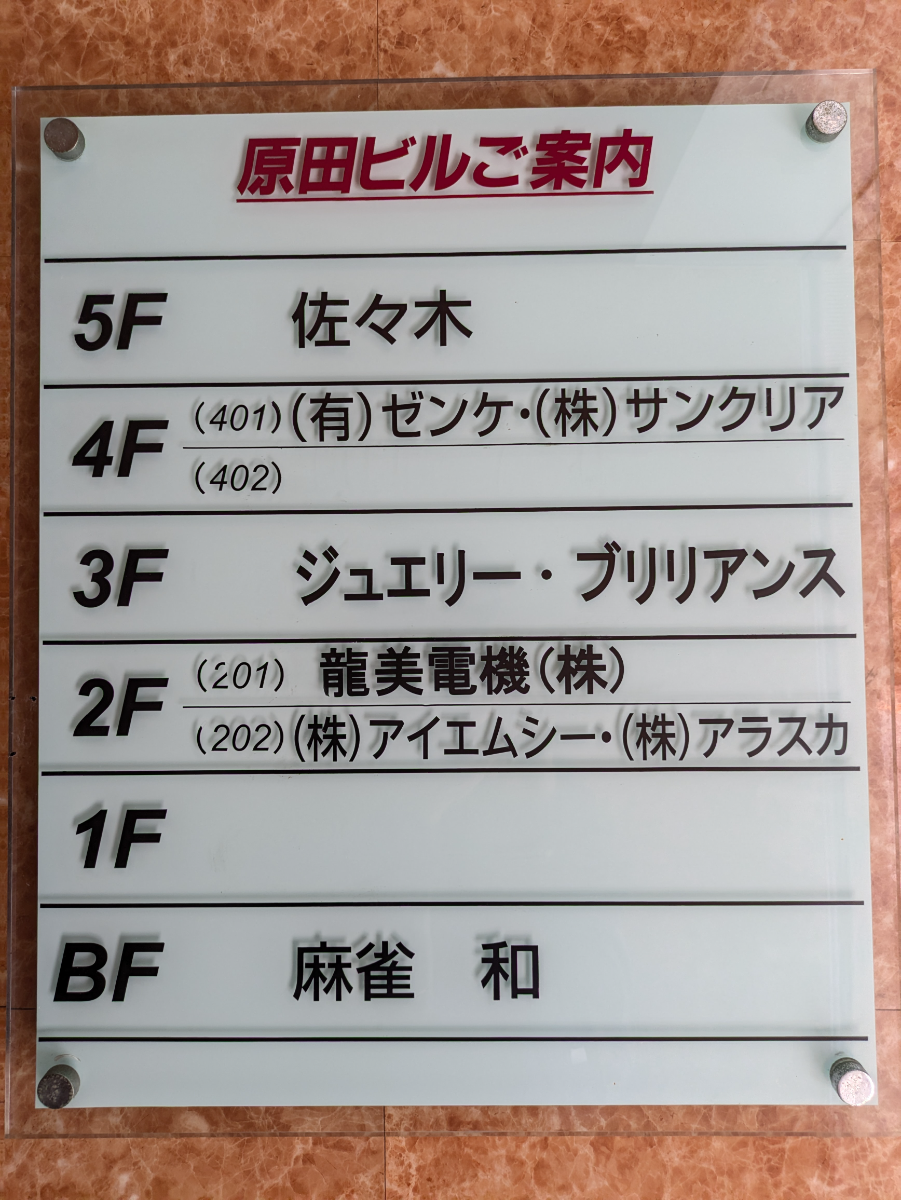 原田ビルご案内
5F 佐々木
4F (401) (有)ゼンケ・(株)サンクリア
(402)
3F ジュエリー・ブリリアンス
2F (201) 龍美電機(株)
(202) (株)アイエムシー・(株)アラスカ
1F
BF 麻雀 和